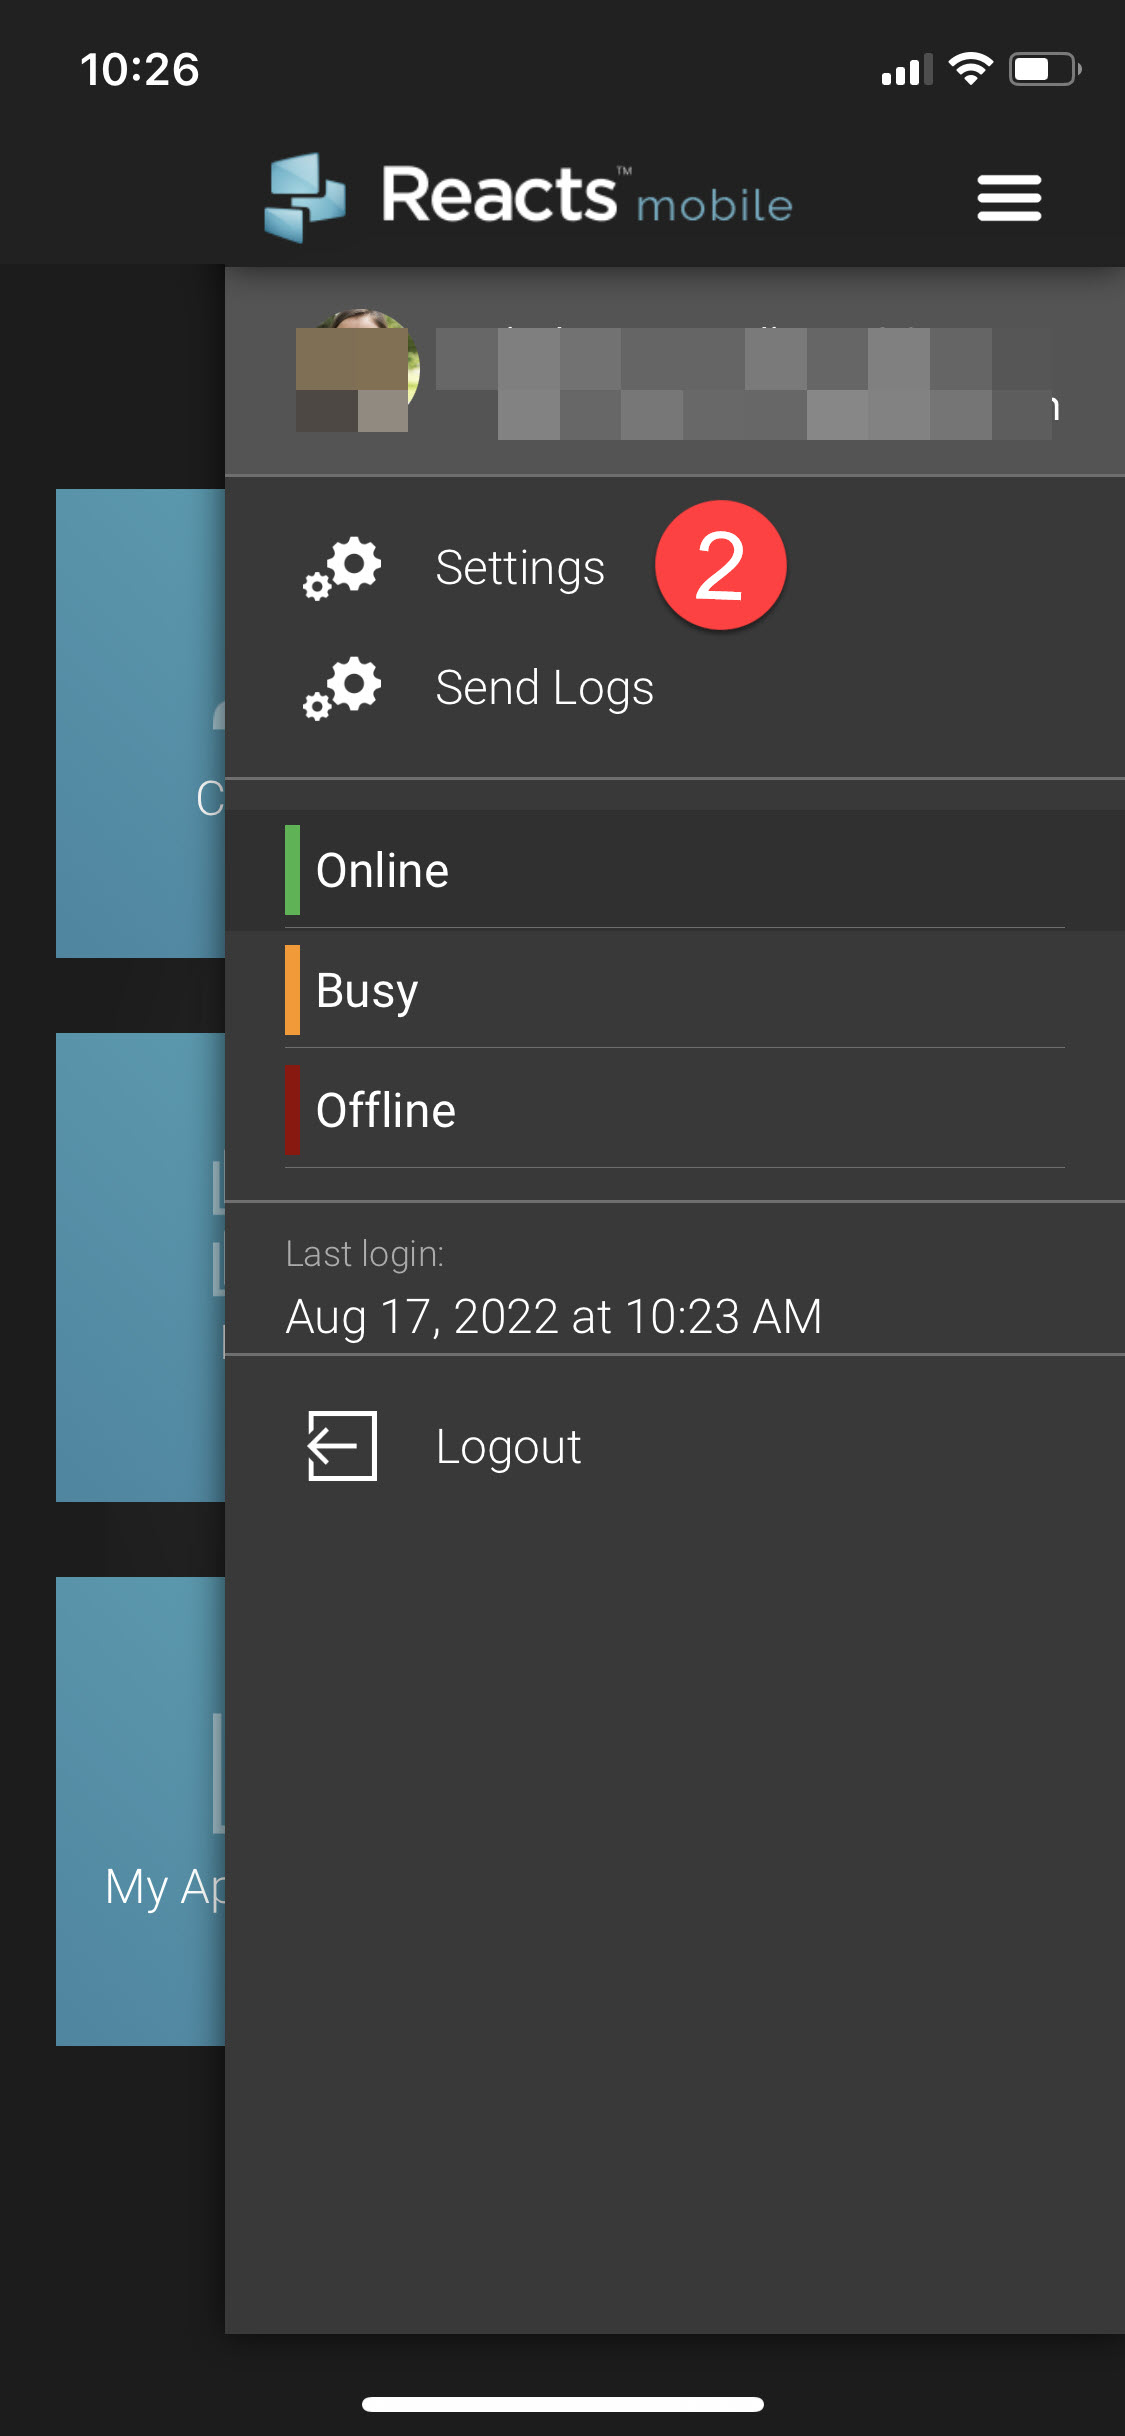 10:26
Reacts™ mobile
Settings
2
Send Logs
C
Online
Busy
Offline
Last login:
Aug 17, 2022 at 10:23 AM
Logout
My Ap